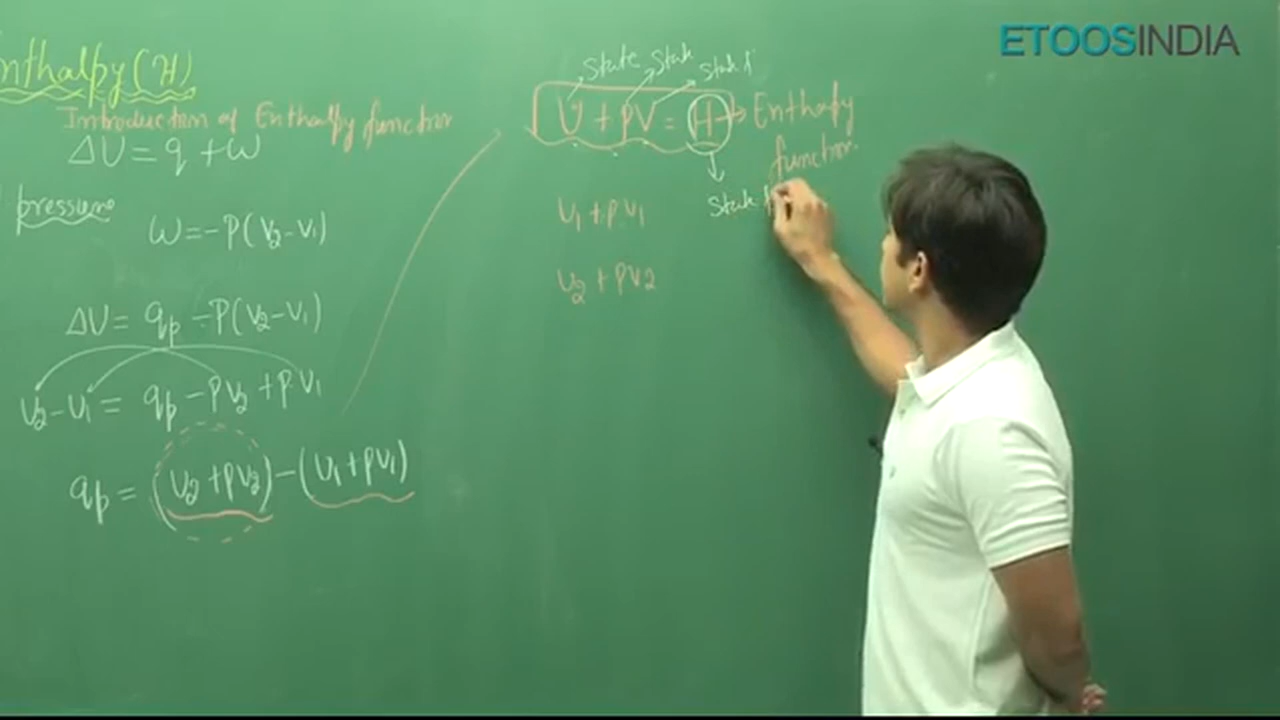 ETOOSINDIA
nthalpy (H)
Introduction of Enthalpy function
ΔU = q + w
pressure
W = -P(V2 - V1)
ΔU = qp - P(V2 - V1)
U2 - U1 = qp - PV2 + PV1
qp = (U2 + PV2) - (U1 + PV1)
State State State f
U + PV = H → Enthalpy
function.
State f
U1 + P V1
U2 + PV2